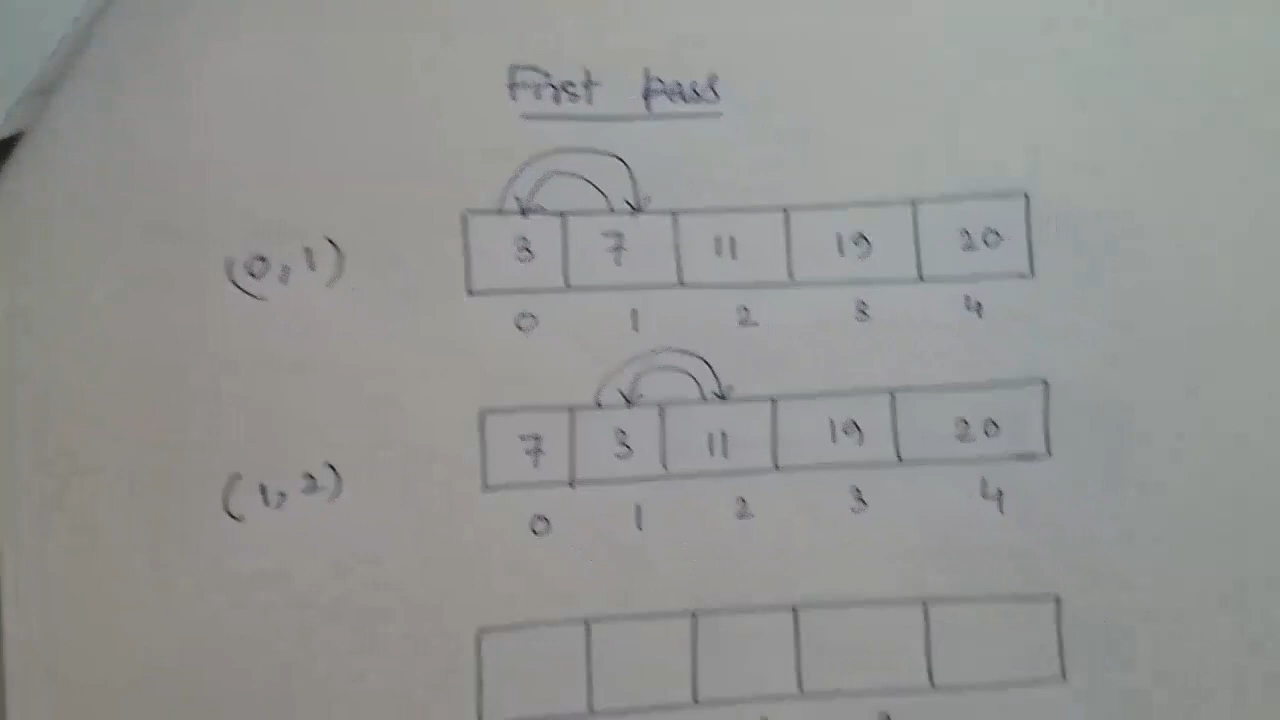 First pass
(0,1) 3 7 11 19 20
0 1 2 3 4
(1,2) 7 3 11 19 20
0 1 2 3 4